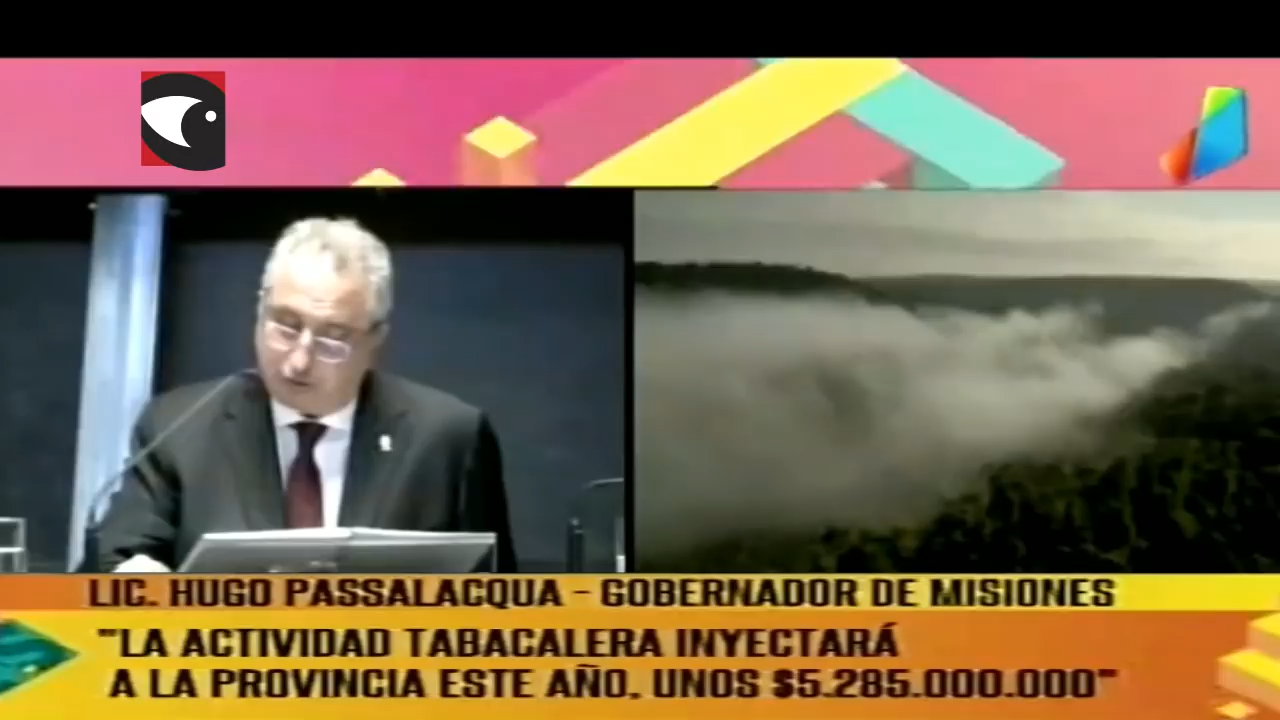 LIC. HUGO PASSALACQUA - GOBERNADOR DE MISIONES
"LA ACTIVIDAD TABACALERA INYECTARÁ
A LA PROVINCIA ESTE AÑO, UNOS $5.285.000.000"